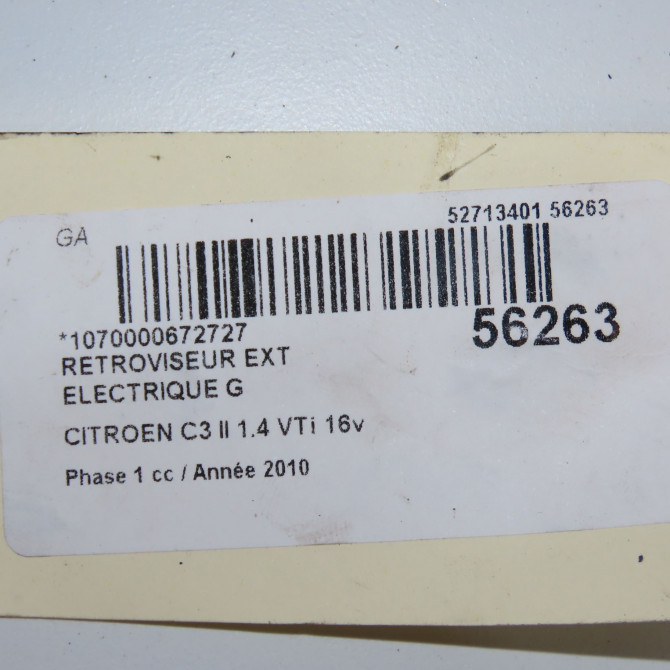 GA
52713401 56263
*1070000672727
56263
RETROVISEUR EXT
ELECTRIQUE G
CITROEN C3 II 1.4 VTi 16v
Phase 1 cc / Année 2010